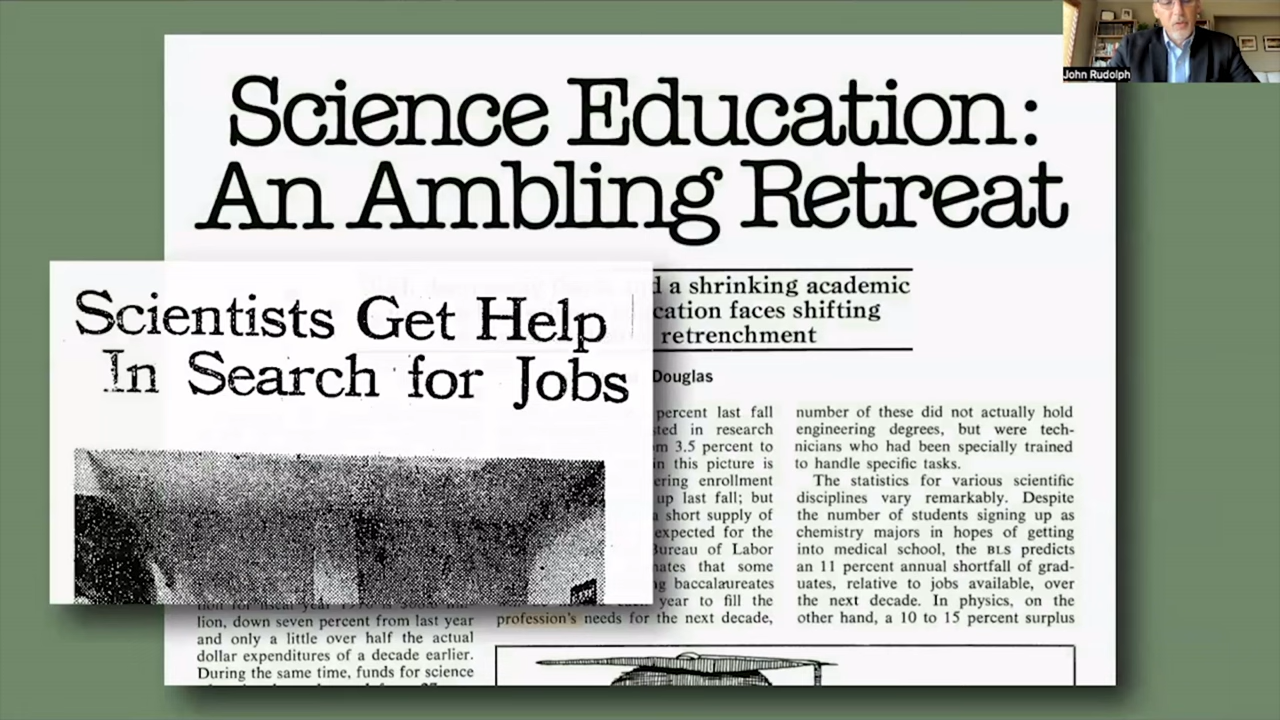 John Rudolph
Science Education:
An Ambling Retreat
d a shrinking academic
cation faces shifting
retrenchment
Douglas
Scientists Get Help
In Search for Jobs
lion, down seven percent from last year
and only a little over half the actual
dollar expenditures of a decade earlier.
During the same time, funds for science
percent last fall
ted in research
m 3.5 percent to
n this picture is
ering enrollment
up last fall; but
a short supply of
expected for the
Bureau of Labor
nates that some
ng baccalaureates
year to fill the
profession's needs for the next decade,
number of these did not actually hold
engineering degrees, but were tech-
nicians who had been specially trained
to handle specific tasks.
The statistics for various scientific
disciplines vary remarkably. Despite
the number of students signing up as
chemistry majors in hopes of getting
into medical school, the BLS predicts
an 11 percent annual shortfall of grad-
uates, relative to jobs available, over
the next decade. In physics, on the
other hand, a 10 to 15 percent surplus